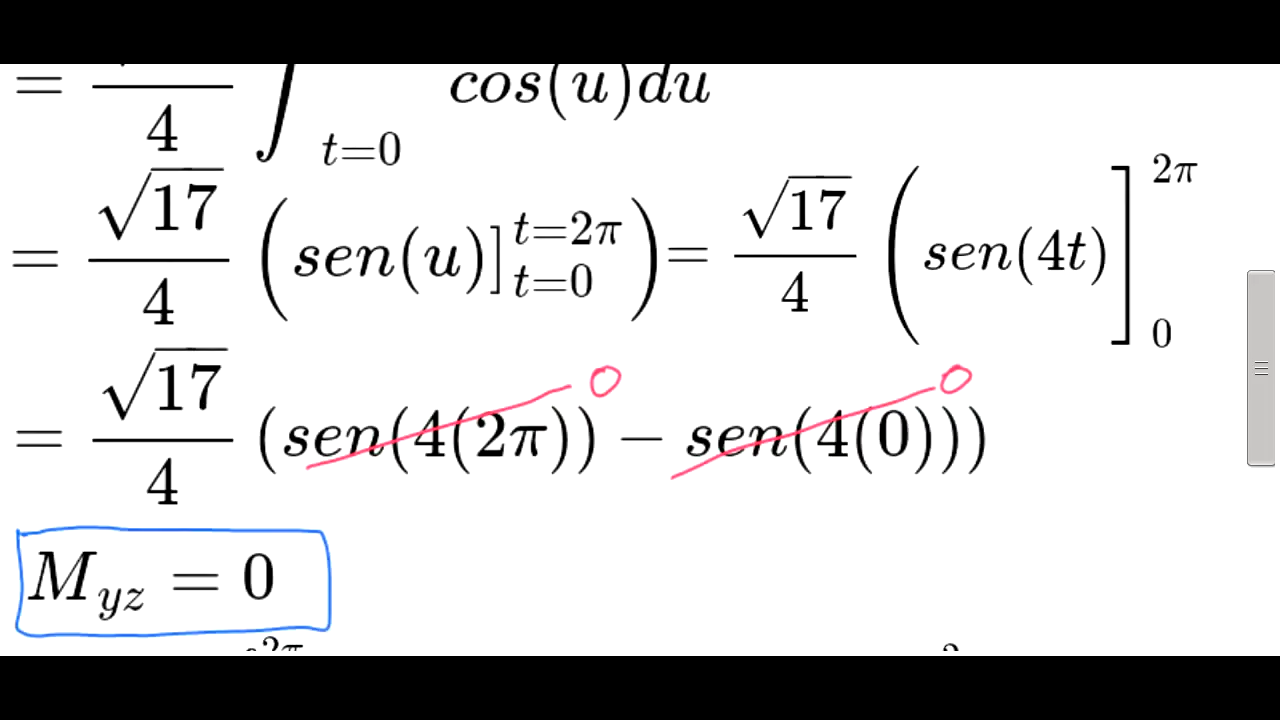 = —/4 ∫ t=0 cos(u)du
= √17/4 (sen(u)] t=2π t=0) = √17/4 (sen(4t)] 2π 0
= √17/4 (sen(4(2π)) 0 − sen(4(0))) 0
M_yz = 0